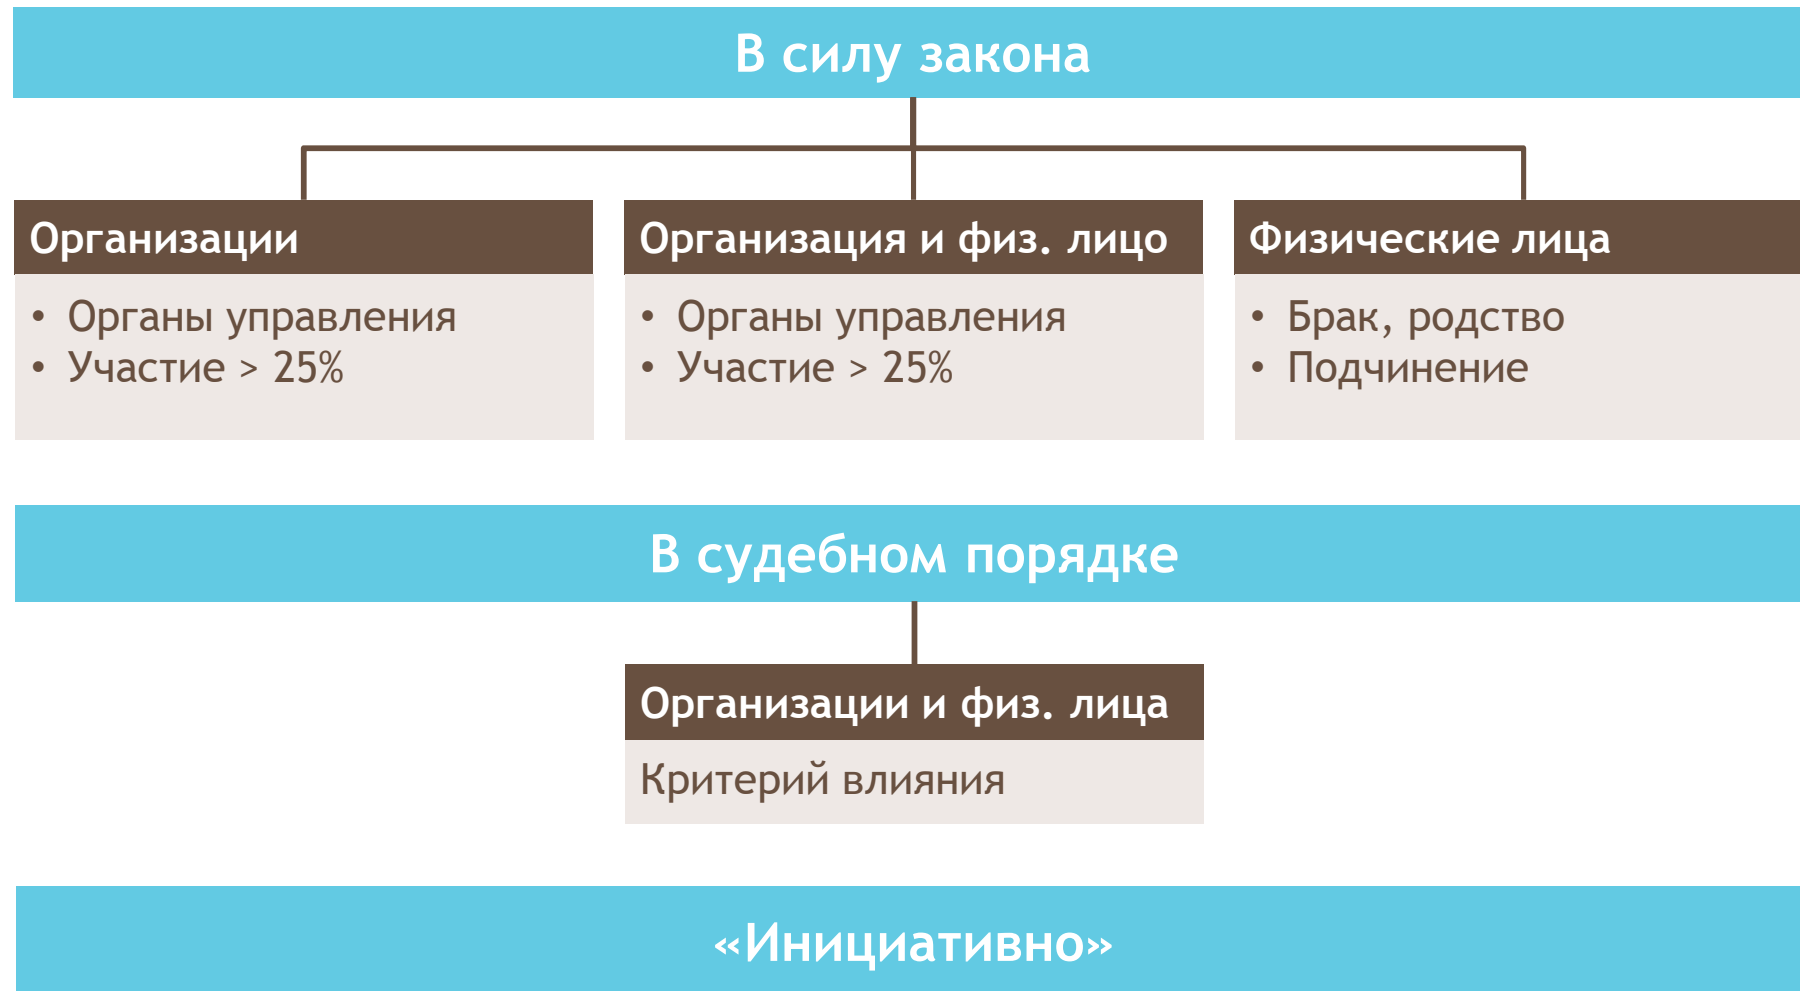 В силу закона
Организации
• Органы управления
• Участие > 25%
Организация и физ. лицо
• Органы управления
• Участие > 25%
Физические лица
• Брак, родство
• Подчинение
В судебном порядке
Организации и физ. лица
Критерий влияния
«Инициативно»